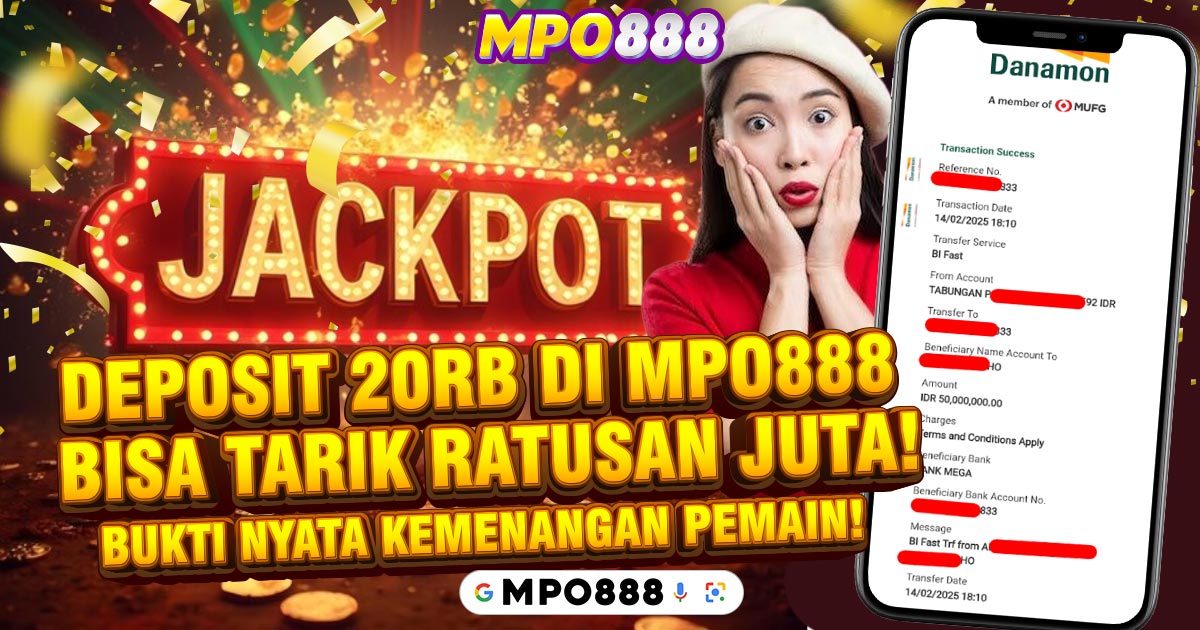 MPO888
JACKPOT
DEPOSIT 20RB DI MPO888
BISA TARIK RATUSAN JUTA!
BUKTI NYATA KEMENANGAN PEMAIN!
G MPO888
Danamon
A member of MUFG
Danamon
Danamon
Transaction Success
Reference No.
833
Transaction Date
14/02/2025 18:10
Transfer Service
BI Fast
From Account
TABUNGAN P 592 IDR
Transfer To
833
Beneficiary Name Account To
HO
Amount
IDR 50,000,000.00
Charges
Terms and Conditions Apply
Beneficiary Bank
BANK MEGA
Beneficiary Bank Account No.
833
Message
BI Fast Trf from A
HO
Transfer Date
14/02/2025 18:10